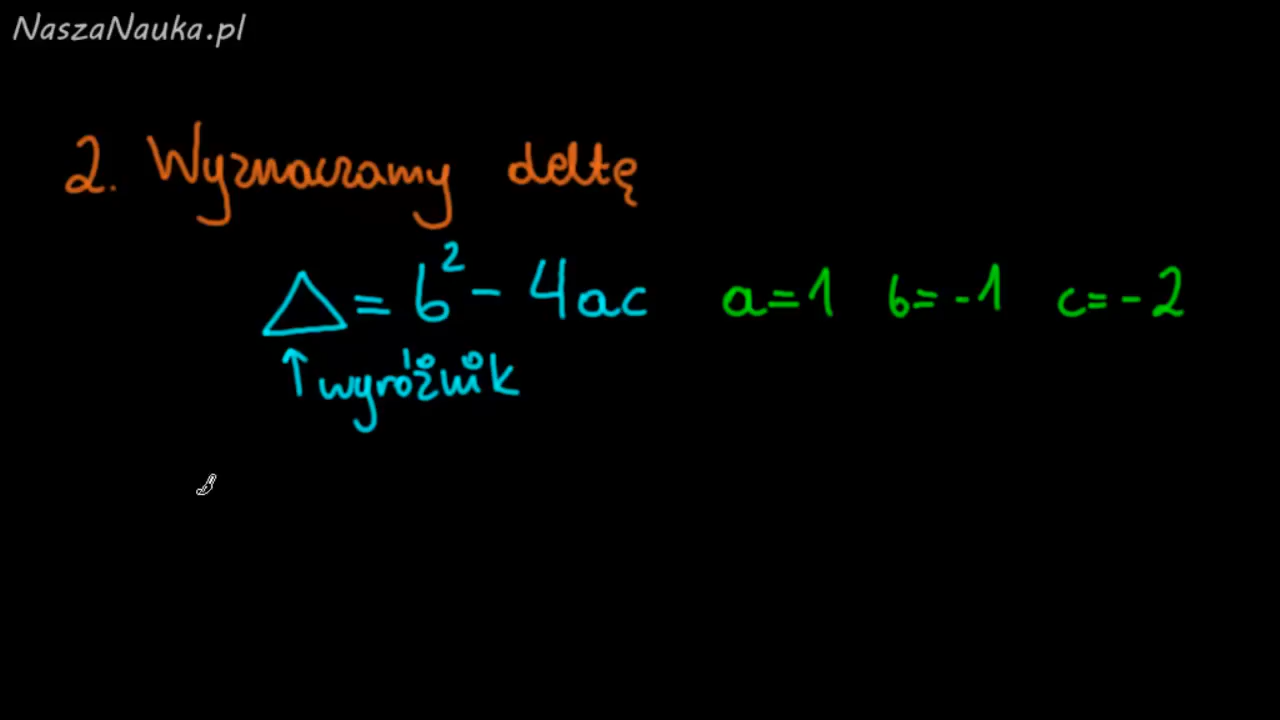 NaszaNauka.pl
2. Wyznaczamy deltę
△ = b² - 4ac a=1 b=-1 c=-2
↑ wyróżnik